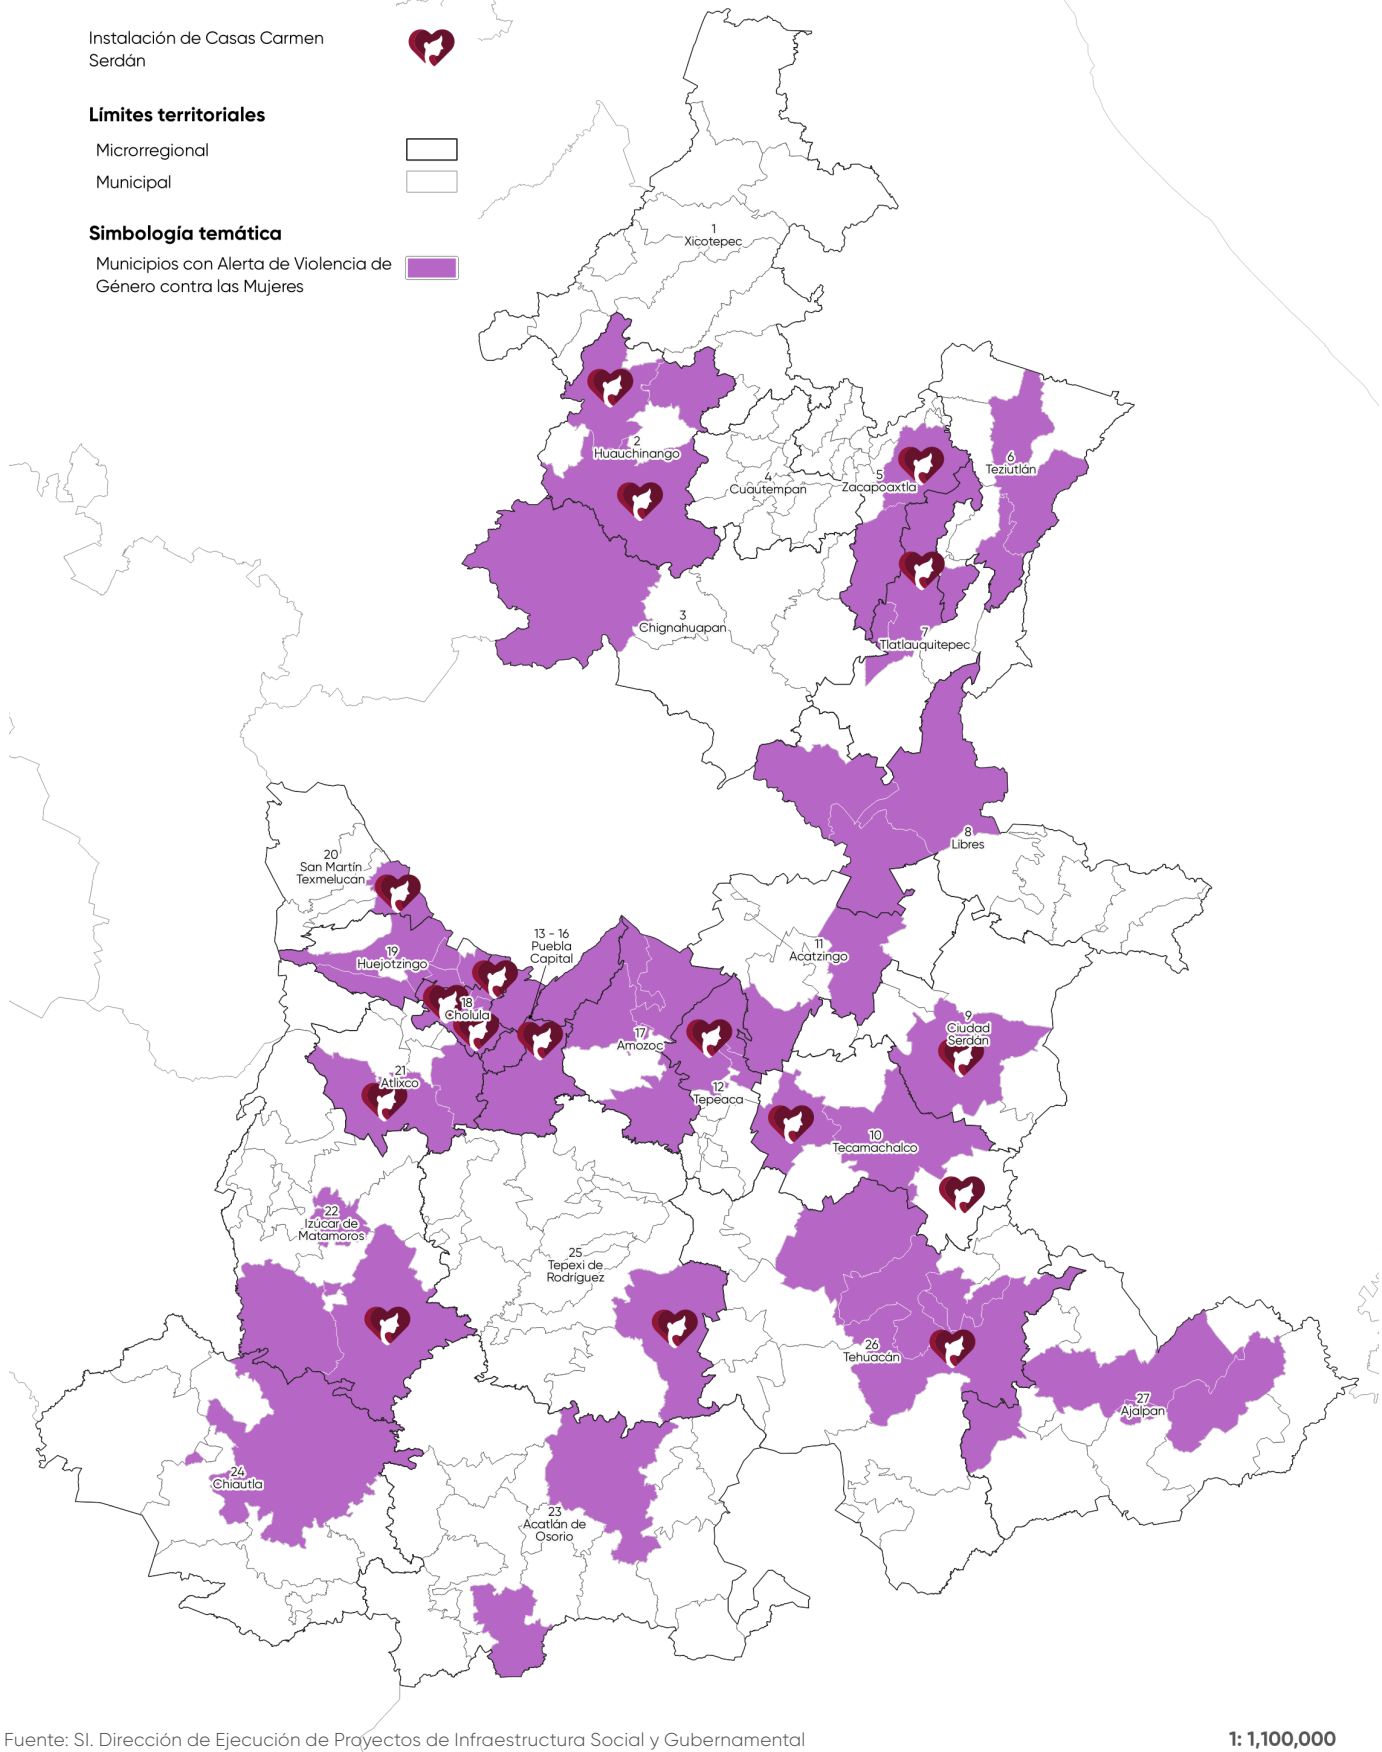 Instalación de Casas Carmen
Serdán
Límites territoriales
Microrregional
Municipal
Simbología temática
Municipios con Alerta de Violencia de
Género contra las Mujeres
1
Xicotepec
2
Huauchinango
6
Teziutlán
5
Zacapoaxtla
4
Cuautempan
3
Chignahuapan
7
Tlatlauquitepec
8
Libres
20
San Martín
Texmelucan
13 - 16
Puebla
Capital
11
Acatzingo
19
Huejotzingo
18
Cholula
9
Ciudad
Serdán
17
Amozoc
21
Atlixco
12
Tepeaca
10
Tecamachalco
22
Izúcar de
Matamoros
25
Tepexi de
Rodríguez
26
Tehuacán
27
Ajalpan
24
Chiautla
23
Acatlán de
Osorio
Fuente: SI. Dirección de Ejecución de Proyectos de Infraestructura Social y Gubernamental
1: 1,100,000